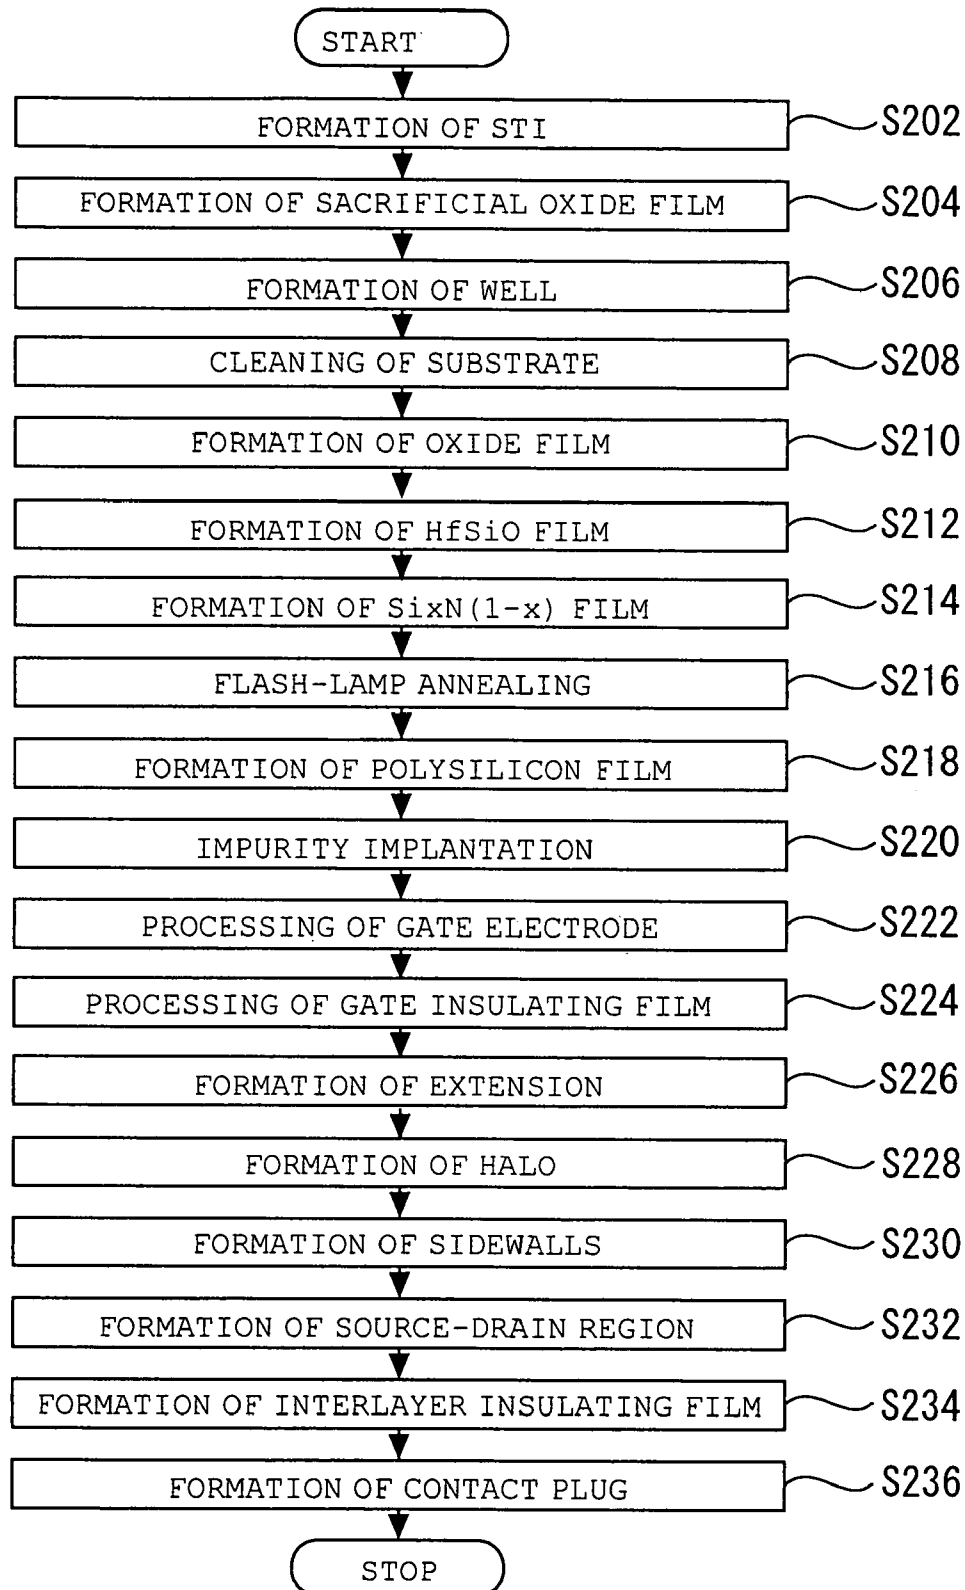 START
FORMATION OF STI S202
FORMATION OF SACRIFICIAL OXIDE FILM S204
FORMATION OF WELL S206
CLEANING OF SUBSTRATE S208
FORMATION OF OXIDE FILM S210
FORMATION OF HfSiO FILM S212
FORMATION OF SixN(1-x) FILM S214
FLASH-LAMP ANNEALING S216
FORMATION OF POLYSILICON FILM S218
IMPURITY IMPLANTATION S220
PROCESSING OF GATE ELECTRODE S222
PROCESSING OF GATE INSULATING FILM S224
FORMATION OF EXTENSION S226
FORMATION OF HALO S228
FORMATION OF SIDEWALLS S230
FORMATION OF SOURCE-DRAIN REGION S232
FORMATION OF INTERLAYER INSULATING FILM S234
FORMATION OF CONTACT PLUG S236
STOP